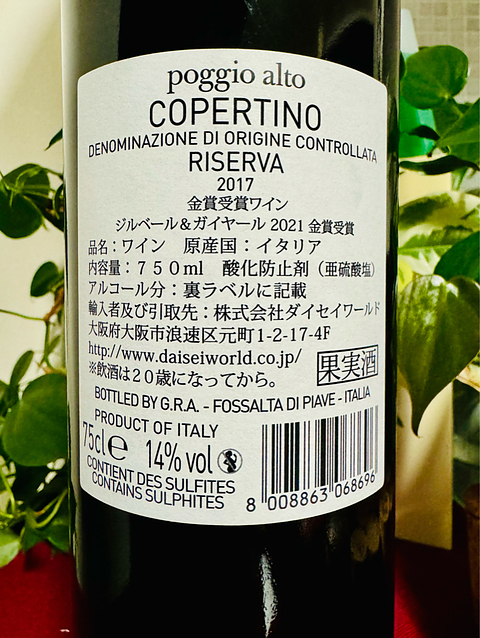 poggio alto
COPERTINO
DENOMINAZIONE DI ORIGINE CONTROLLATA
RISERVA
2017
金賞受賞ワイン
ジルベール&ガイヤール 2021 金賞受賞
品名：ワイン　原産国：イタリア
内容量：７５０ml　酸化防止剤（亜硫酸塩）
アルコール分：裏ラベルに記載
輸入者及び引取先：株式会社ダイセイワールド
大阪府大阪市浪速区元町1-2-17-4F
http://www.daiseiworld.co.jp/
※飲酒は２０歳になってから。
果実酒
BOTTLED BY G.R.A. - FOSSALTA DI PIAVE - ITALIA
PRODUCT OF ITALY
75cl e 14% vol
CONTIENT DES SULFITES
CONTAINS SULPHITES
8 008863 068696